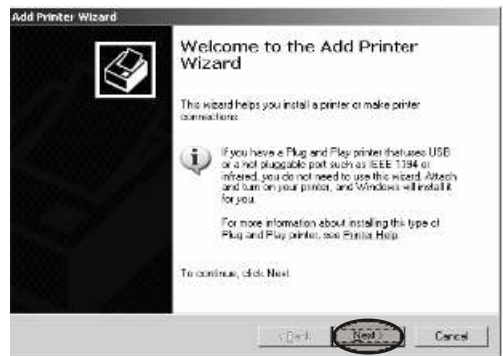 Add Printer Wizard
Welcome to the Add Printer
Wizard
This wizard helps you install a printer or make printer
connections.
If you have a Plug and Play printer that uses USB
or a hot pluggable port such as IEEE 1394 or
infrared, you do not need to use this wizard. Attach
and turn on your printer, and Windows will install it
for you.
For more information about installing this type of
Plug and Play printer, see Printer Help.
To continue, click Next.
< Back
Next >
Cancel